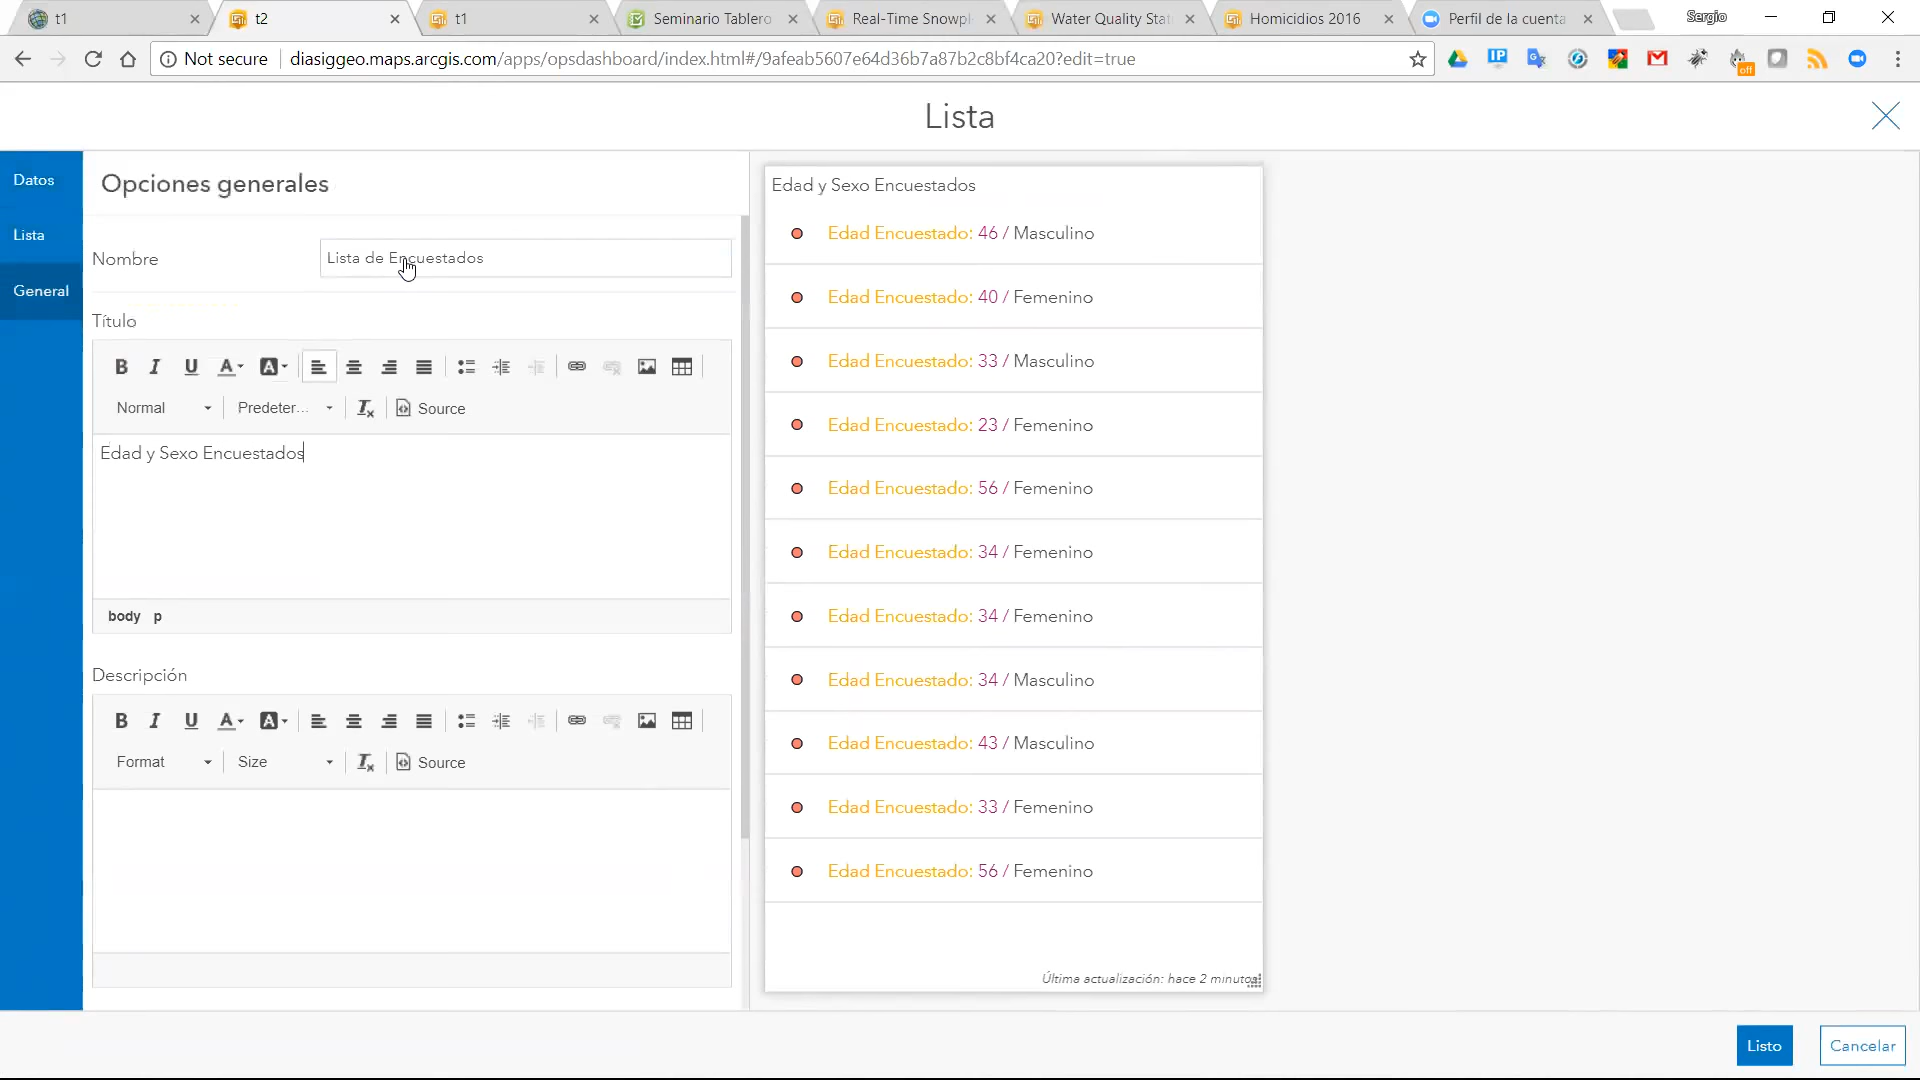 t1
t2
t1
Seminario Tablero
Real-Time Snowpl
Water Quality Stat
Homicidios 2016
Perfil de la cuenta
Sergio
Not secure
diasiggeo.maps.arcgis.com/apps/opsdashboard/index.html#/9afeab5607e64d36b7a87b2c8bf4ca20?edit=true
IP
off
Lista
Datos
Lista
General
Opciones generales
Nombre
Lista de Encuestados
Título
B I U A A
Normal
Predeter...
Source
Edad y Sexo Encuestados
body p
Descripción
B I U A A
Format
Size
Source
Edad y Sexo Encuestados
Edad Encuestado: 46 / Masculino
Edad Encuestado: 40 / Femenino
Edad Encuestado: 33 / Masculino
Edad Encuestado: 23 / Femenino
Edad Encuestado: 56 / Femenino
Edad Encuestado: 34 / Femenino
Edad Encuestado: 34 / Femenino
Edad Encuestado: 34 / Masculino
Edad Encuestado: 43 / Masculino
Edad Encuestado: 33 / Femenino
Edad Encuestado: 56 / Femenino
Última actualización: hace 2 minutos
Listo
Cancelar